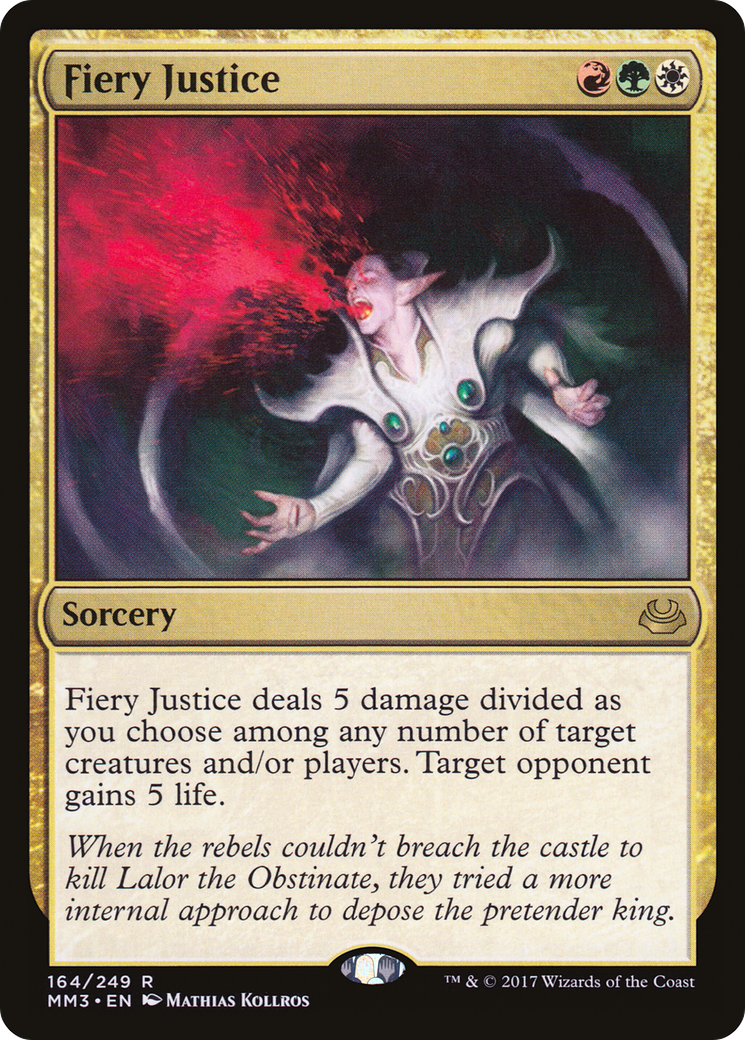 Fiery Justice
Sorcery
Fiery Justice deals 5 damage divided as
you choose among any number of target
creatures and/or players. Target opponent
gains 5 life.
When the rebels couldn't breach the castle to
kill Lalor the Obstinate, they tried a more
internal approach to depose the pretender king.
164/249 R
MM3 • EN Mathias Kollros
™ & © 2017 Wizards of the Coast